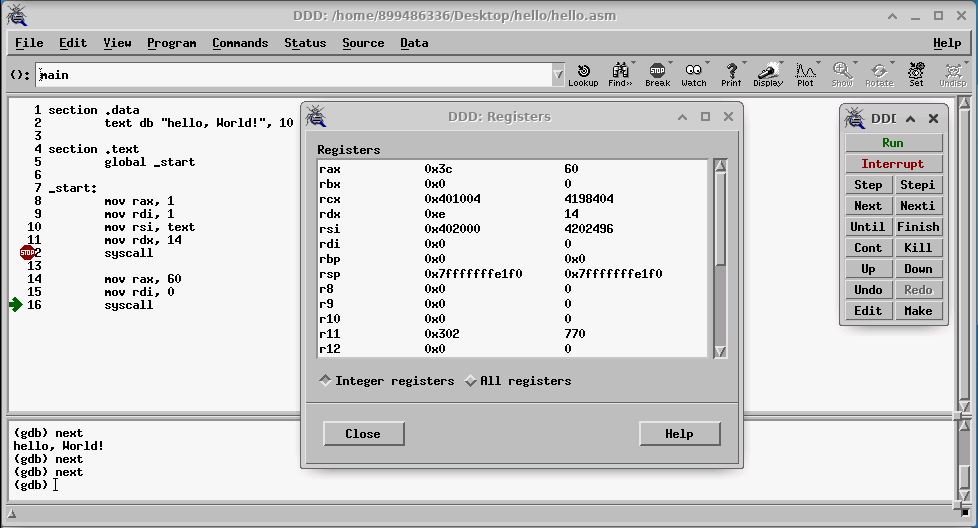 DDD: /home/899486336/Desktop/hello/hello.asm
File Edit View Program Commands Status Source Data Help
(): main
Lookup Find>> Break Watch Print Display Plot Show Rotate Set Undisp
1 section .data
2 text db "hello, World!", 10
3
4 section .text
5 global _start
6
7 _start:
8 mov rax, 1
9 mov rdi, 1
10 mov rsi, text
11 mov rdx, 14
STOP 2 syscall
13
14 mov rax, 60
15 mov rdi, 0
16 syscall
DDD: Registers
Registers
rax 0x3c 60
rbx 0x0 0
rcx 0x401004 4198404
rdx 0xe 14
rsi 0x402000 4202496
rdi 0x0 0
rbp 0x0 0x0
rsp 0x7fffffffe1f0 0x7fffffffe1f0
r8 0x0 0
r9 0x0 0
r10 0x0 0
r11 0x302 770
r12 0x0 0
Integer registers All registers
Close Help
DDD
Run
Interrupt
Step Stepi
Next Nexti
Until Finish
Cont Kill
Up Down
Undo Redo
Edit Make
(gdb) next
hello, World!
(gdb) next
(gdb) next
(gdb)